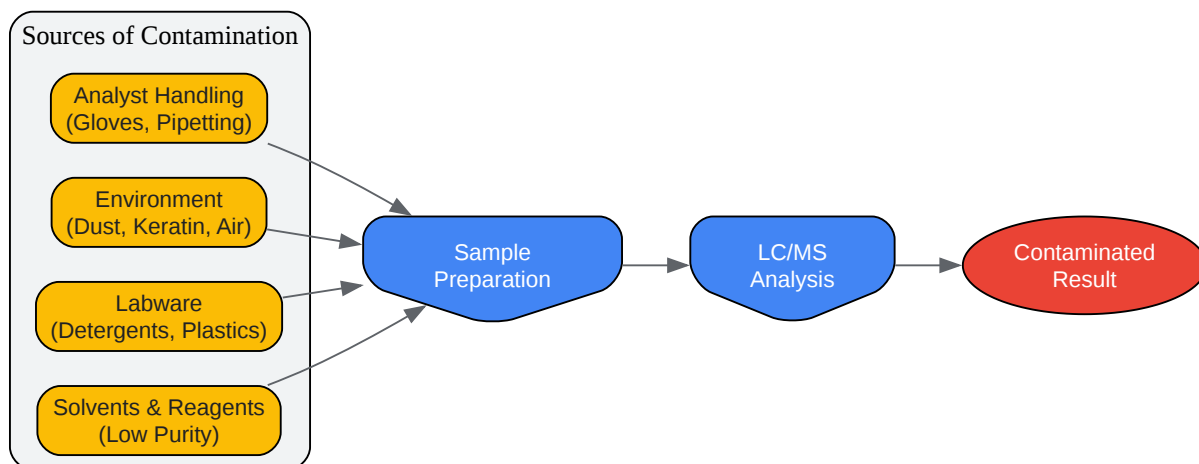 Sources of Contamination
Analyst Handling
(Gloves, Pipetting)
Environment
(Dust, Keratin, Air)
Labware
(Detergents, Plastics)
Solvents & Reagents
(Low Purity)
Sample
Preparation
LC/MS
Analysis
Contaminated
Result